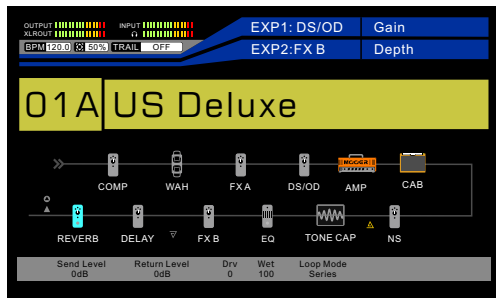 OUTPUT INPUT
XLROUT
BPM 120.0 50% TRAIL OFF
EXP1: DS/OD Gain
EXP2:FX B Depth
01A US Deluxe
MOOER
COMP WAH FX A DS/OD AMP CAB
REVERB DELAY FX B EQ TONE CAP NS
Send Level Return Level Drv Wet Loop Mode
0dB 0dB 0 100 Series